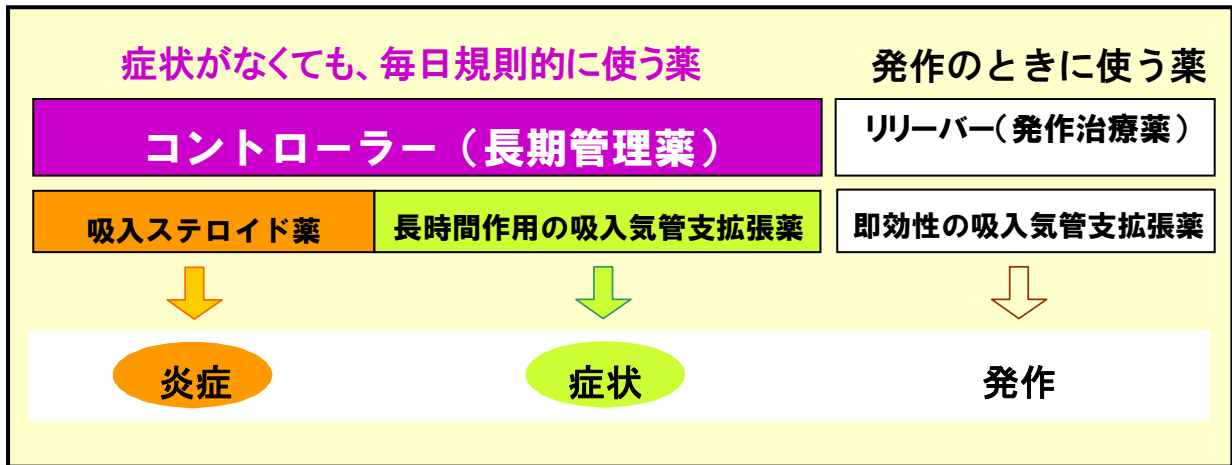 症状がなくても、毎日規則的に使う薬
発作のときに使う薬
コントローラー（長期管理薬）
リリーバー（発作治療薬）
吸入ステロイド薬
長時間作用の吸入気管支拡張薬
即効性の吸入気管支拡張薬
炎症
症状
発作